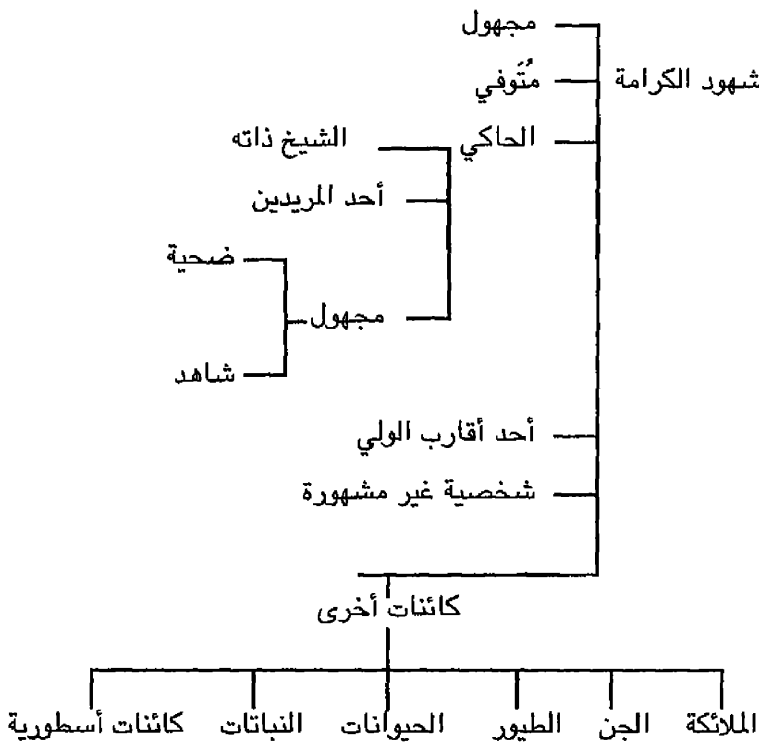 مجهول
شهود الكرامة
مُتَوفي
الحاكي
الشيخ ذاته
أحد المريدين
ضحية
مجهول
شاهد
أحد أقارب الولي
شخصية غير مشهورة
كائنات أخرى
الملائكة الجن الطيور الحيوانات النباتات كائنات أسطورية